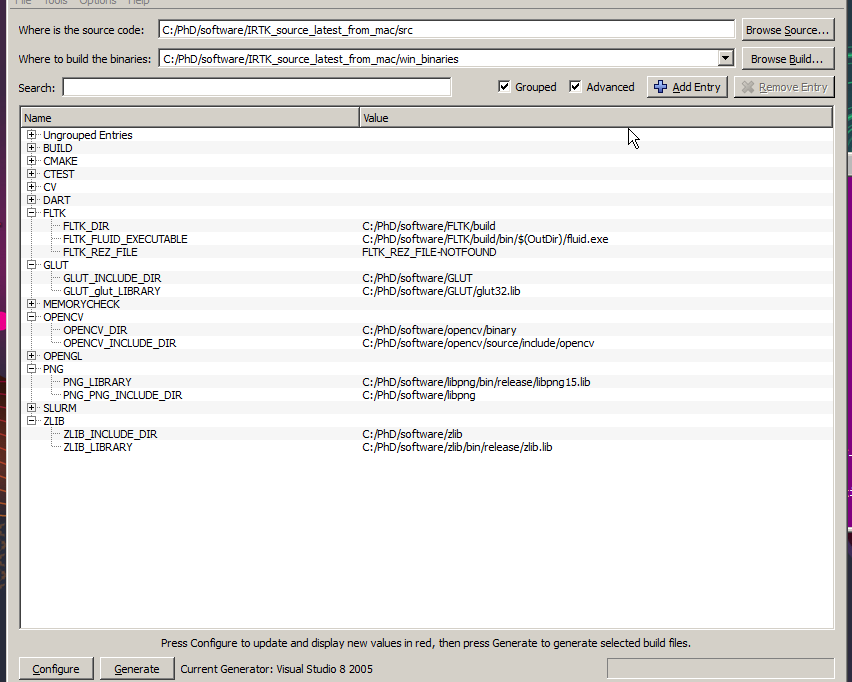 File Tools Options Help
Where is the source code: C:/PhD/software/IRTK_source_latest_from_mac/src Browse Source...
Where to build the binaries: C:/PhD/software/IRTK_source_latest_from_mac/win_binaries Browse Build...
Search: Grouped Advanced Add Entry Remove Entry
Name Value
Ungrouped Entries
BUILD
CMAKE
CTEST
CV
DART
FLTK
FLTK_DIR C:/PhD/software/FLTK/build
FLTK_FLUID_EXECUTABLE C:/PhD/software/FLTK/build/bin/$(OutDir)/fluid.exe
FLTK_REZ_FILE FLTK_REZ_FILE-NOTFOUND
GLUT
GLUT_INCLUDE_DIR C:/PhD/software/GLUT
GLUT_glut_LIBRARY C:/PhD/software/GLUT/glut32.lib
MEMORYCHECK
OPENCV
OPENCV_DIR C:/PhD/software/opencv/binary
OPENCV_INCLUDE_DIR C:/PhD/software/opencv/source/include/opencv
OPENGL
PNG
PNG_LIBRARY C:/PhD/software/libpng/bin/release/libpng15.lib
PNG_PNG_INCLUDE_DIR C:/PhD/software/libpng
SLURM
ZLIB
ZLIB_INCLUDE_DIR C:/PhD/software/zlib
ZLIB_LIBRARY C:/PhD/software/zlib/bin/release/zlib.lib
Press Configure to update and display new values in red, then press Generate to generate selected build files.
Configure Generate Current Generator: Visual Studio 8 2005